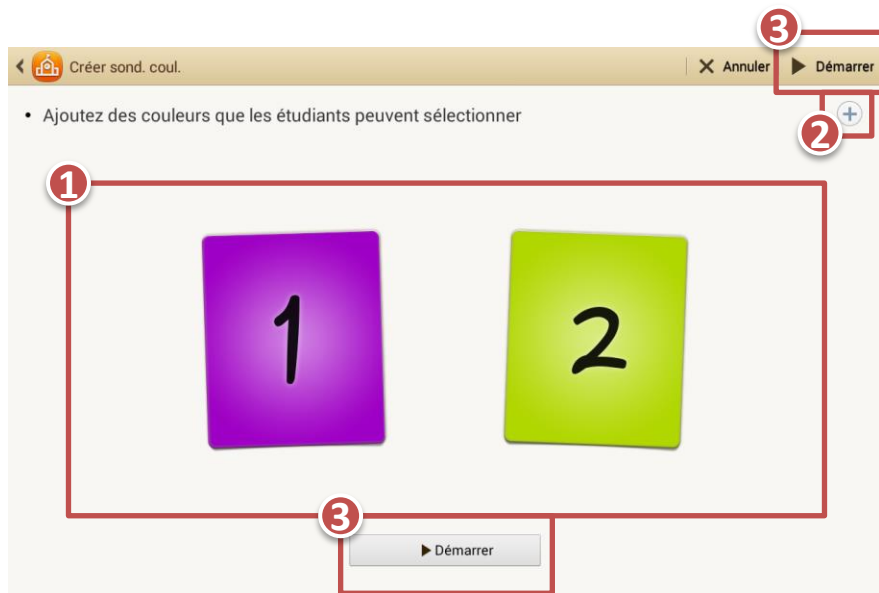 3
Créer sond. coul.
Annuler
Démarrer
• Ajoutez des couleurs que les étudiants peuvent sélectionner
2
1
1
2
3
Démarrer